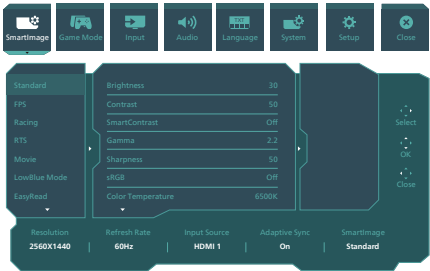 TXT
SmartImage Game Mode Input Audio Language System Setup Close
Standard
FPS
Racing
RTS
Movie
LowBlue Mode
EasyRead
Brightness 30
Contrast 50
SmartContrast Off
Gamma 2.2
Sharpness 50
sRGB Off
Color Temperature 6500K
Select
OK
Close
Resolution Refresh Rate Input Source Adaptive Sync SmartImage
2560X1440 60Hz HDMI 1 On Standard